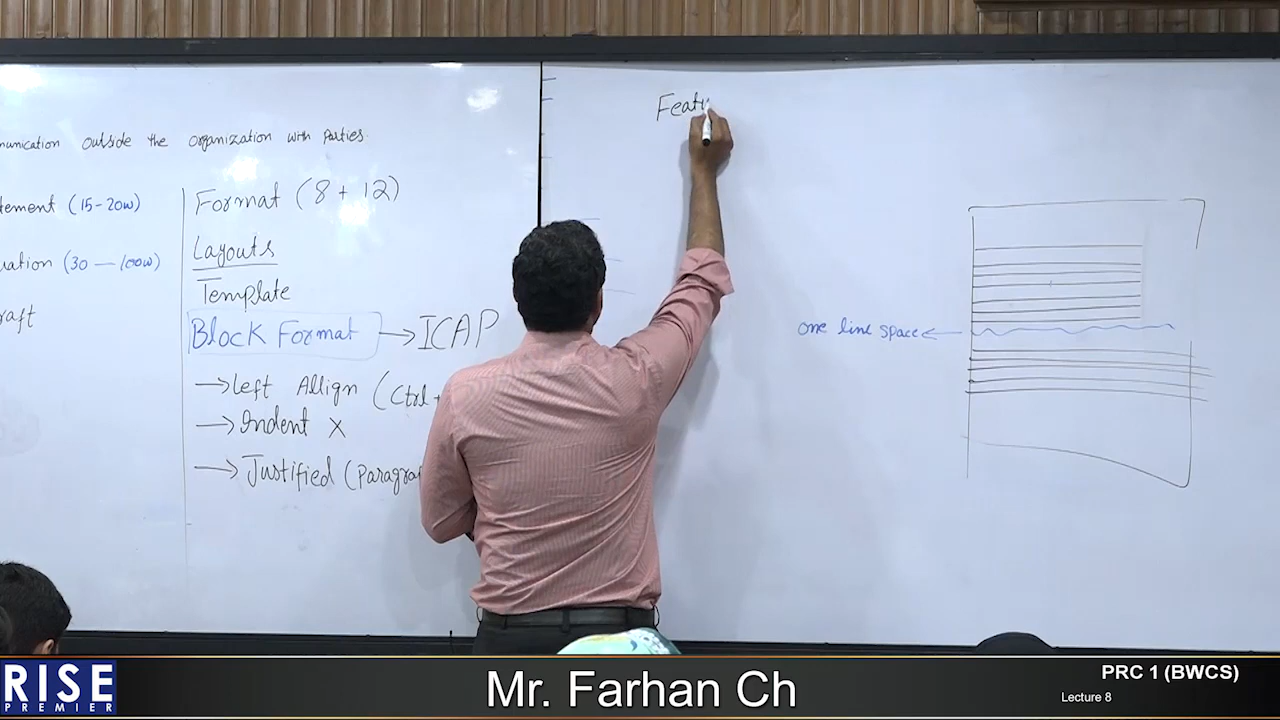 munication outside the organization with parties.
tement (15-20w)
uation (30 — 100w)
raft
Format (8 + 12)
Layouts
Template
Block Format → ICAP
→ Left Allign (Ctrl +
→ Indent X
→ Justified (Paragra
Featu
one line space ←
RISE
PREMIER
Mr. Farhan Ch
PRC 1 (BWCS)
Lecture 8